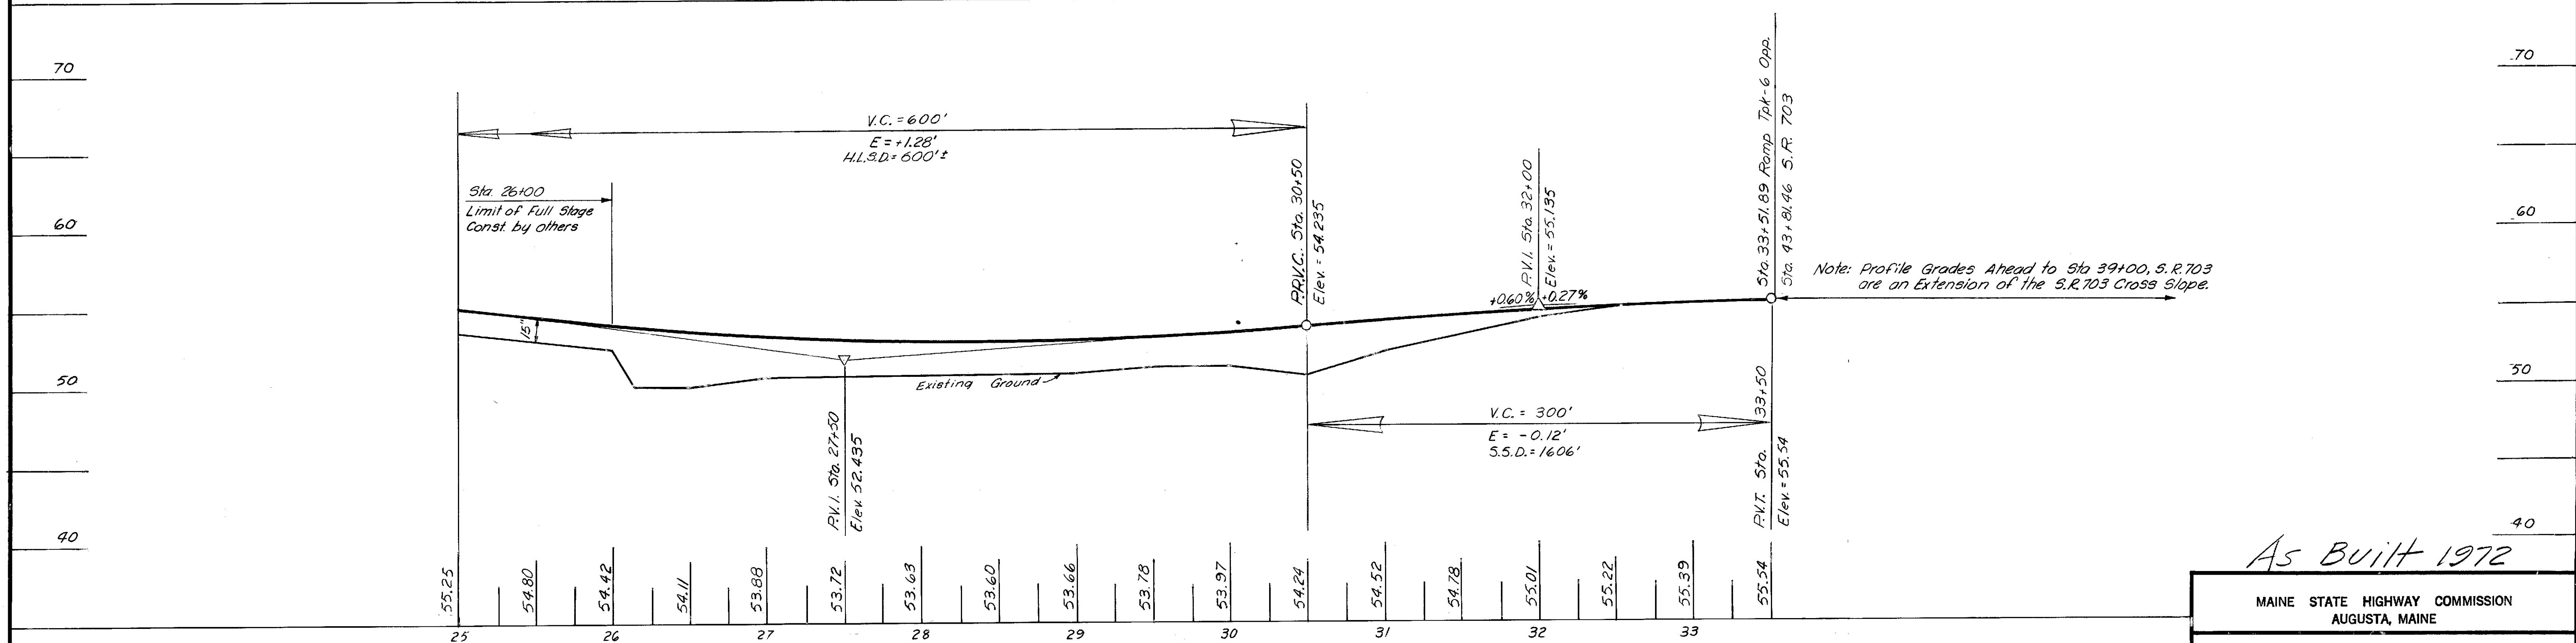 70
60
50
40
V.C. = 600'
E = +1.28'
H.L.S.D. = 600'±
Sta. 26+00
Limit of Full Stage
Const. by others
15"
Existing Ground
P.V.I. Sta. 27+50
Elev. 52.435
P.R.V.C. Sta. 30+50
Elev. = 54.235
P.V.I. Sta. 32+00
Elev. = 55.135
+0.60% +0.27%
V.C. = 300'
E = -0.12'
S.S.D. = 1606'
Sta. 33+51.89 Ramp Tpk-6 Opp.
Sta. 43+81.46 S.R. 703
P.V.T. Sta. 33+50
Elev. = 55.54
Note: Profile Grades Ahead to Sta 39+00, S.R. 703
are an Extension of the S.R. 703 Cross Slope.
70
60
50
40
55.25 54.80 54.42 54.11 53.88 53.72 53.63 53.60 53.66 53.78 53.97 54.24 54.52 54.78 55.01 55.22 55.39 55.54
25 26 27 28 29 30 31 32 33
As Built 1972
MAINE STATE HIGHWAY COMMISSION
AUGUSTA, MAINE